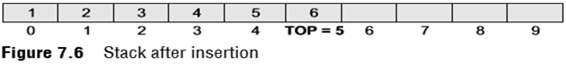 1 2 3 4 5 6
0 1 2 3 4 TOP = 5 6 7 8 9
Figure 7.6 Stack after insertion